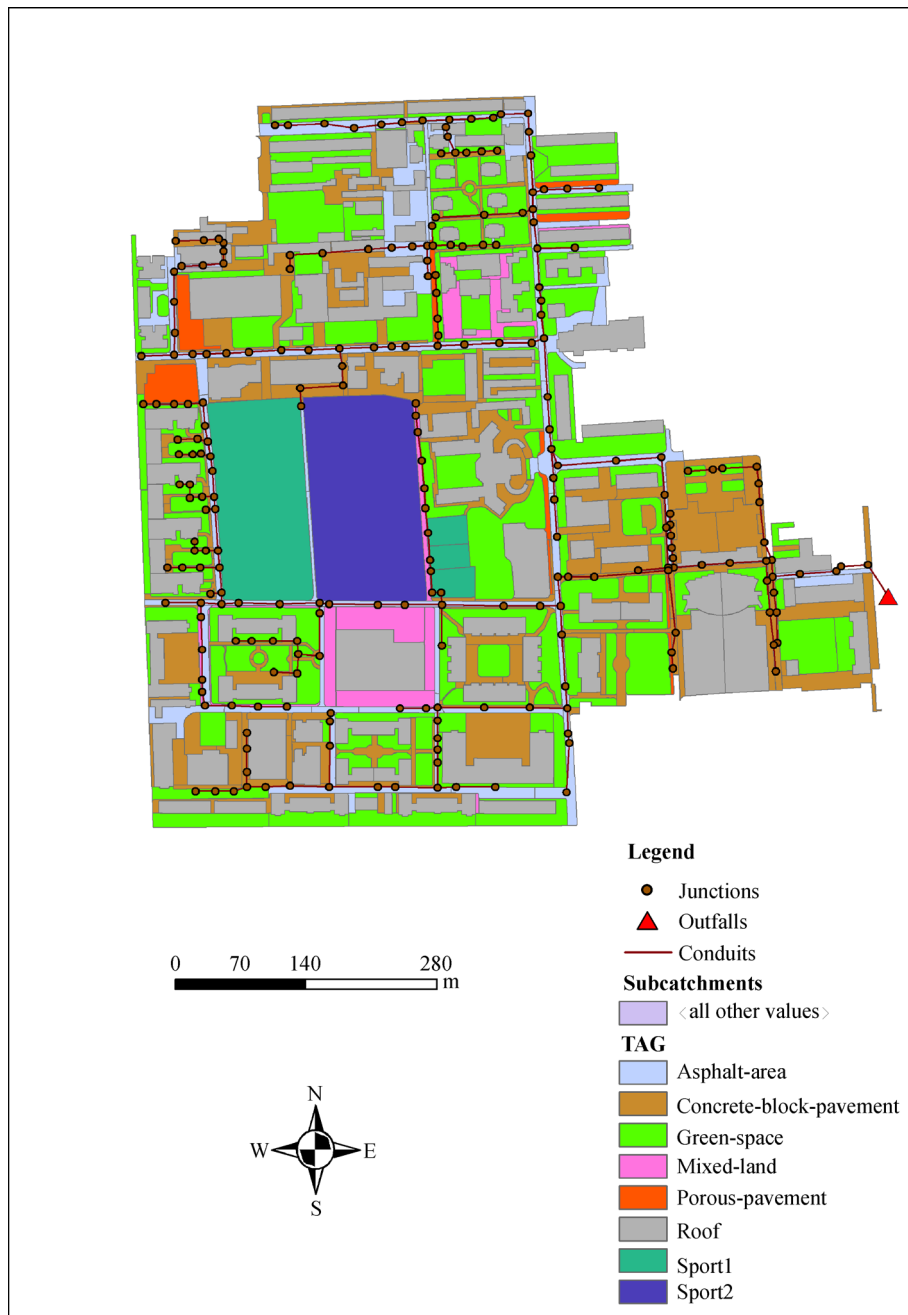 Legend
Junctions
Outfalls
Conduits
Subcatchments
<all other values>
TAG
Asphalt-area
Concrete-block-pavement
Green-space
Mixed-land
Porous-pavement
Roof
Sport1
Sport2
0 70 140 280
m
N
W E
S